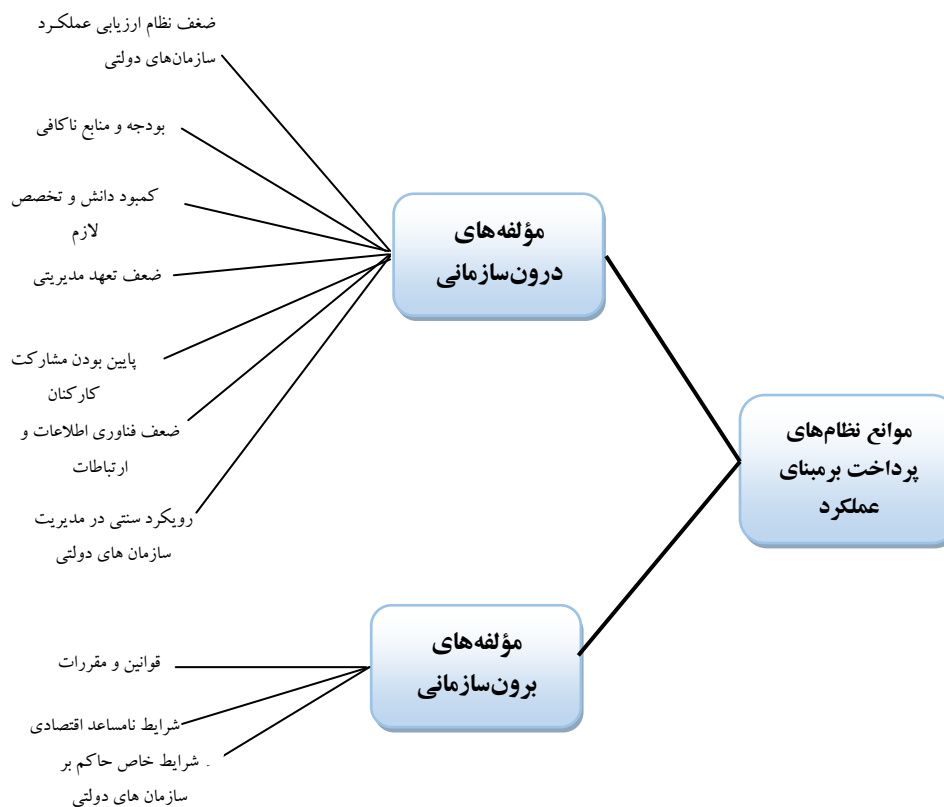 ضغف نظام ارزیابی عملکرد
سازمان‌های دولتی
بودجه و منابع ناکافی
کمبود دانش و تخصص
لازم
ضعف تعهد مدیریتی
پایین بودن مشارکت
کارکنان
ضعف فناوری اطلاعات و
ارتباطات
رویکرد سنتی در مدیریت
سازمان های دولتی
مؤلفه‌های
درون‌سازمانی
موانع نظام‌های
پرداخت برمبنای
عملکرد
مؤلفه‌های
برون‌سازمانی
قوانین و مقررات
شرایط نامساعد اقتصادی
. شرایط خاص حاکم بر
سازمان های دولتی